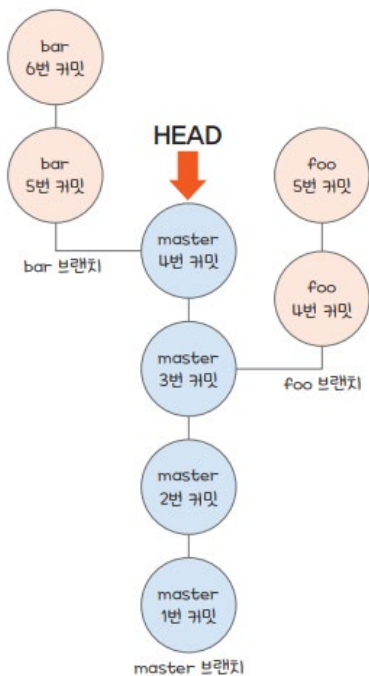 bar
6번 커밋
bar
5번 커밋
bar 브랜치
HEAD
master
4번 커밋
master
3번 커밋
master
2번 커밋
master
1번 커밋
master 브랜치
foo
5번 커밋
foo
4번 커밋
foo 브랜치